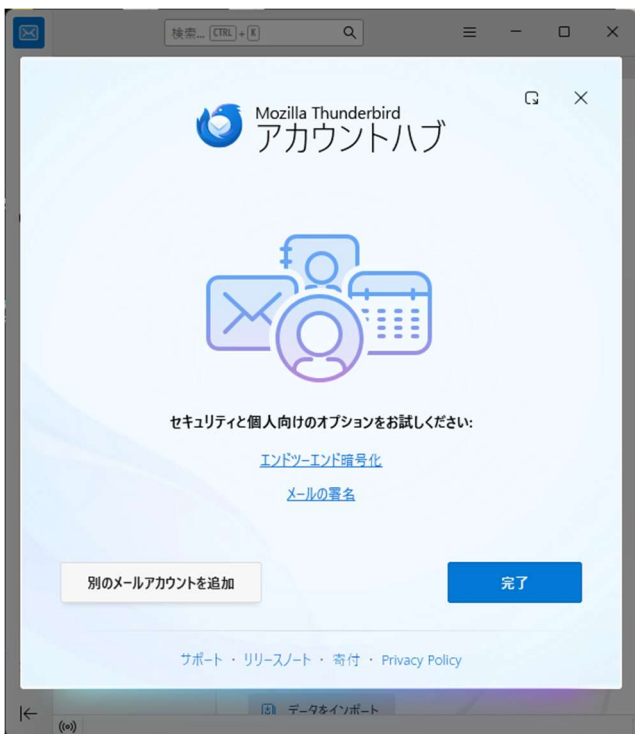 検索... CTRL + K
Mozilla Thunderbird
アカウントハブ
セキュリティと個人向けのオプションをお試しください:
エンドツーエンド暗号化
メールの署名
別のメールアカウントを追加
完了
サポート ・ リリースノート ・ 寄付 ・ Privacy Policy
データをインポート